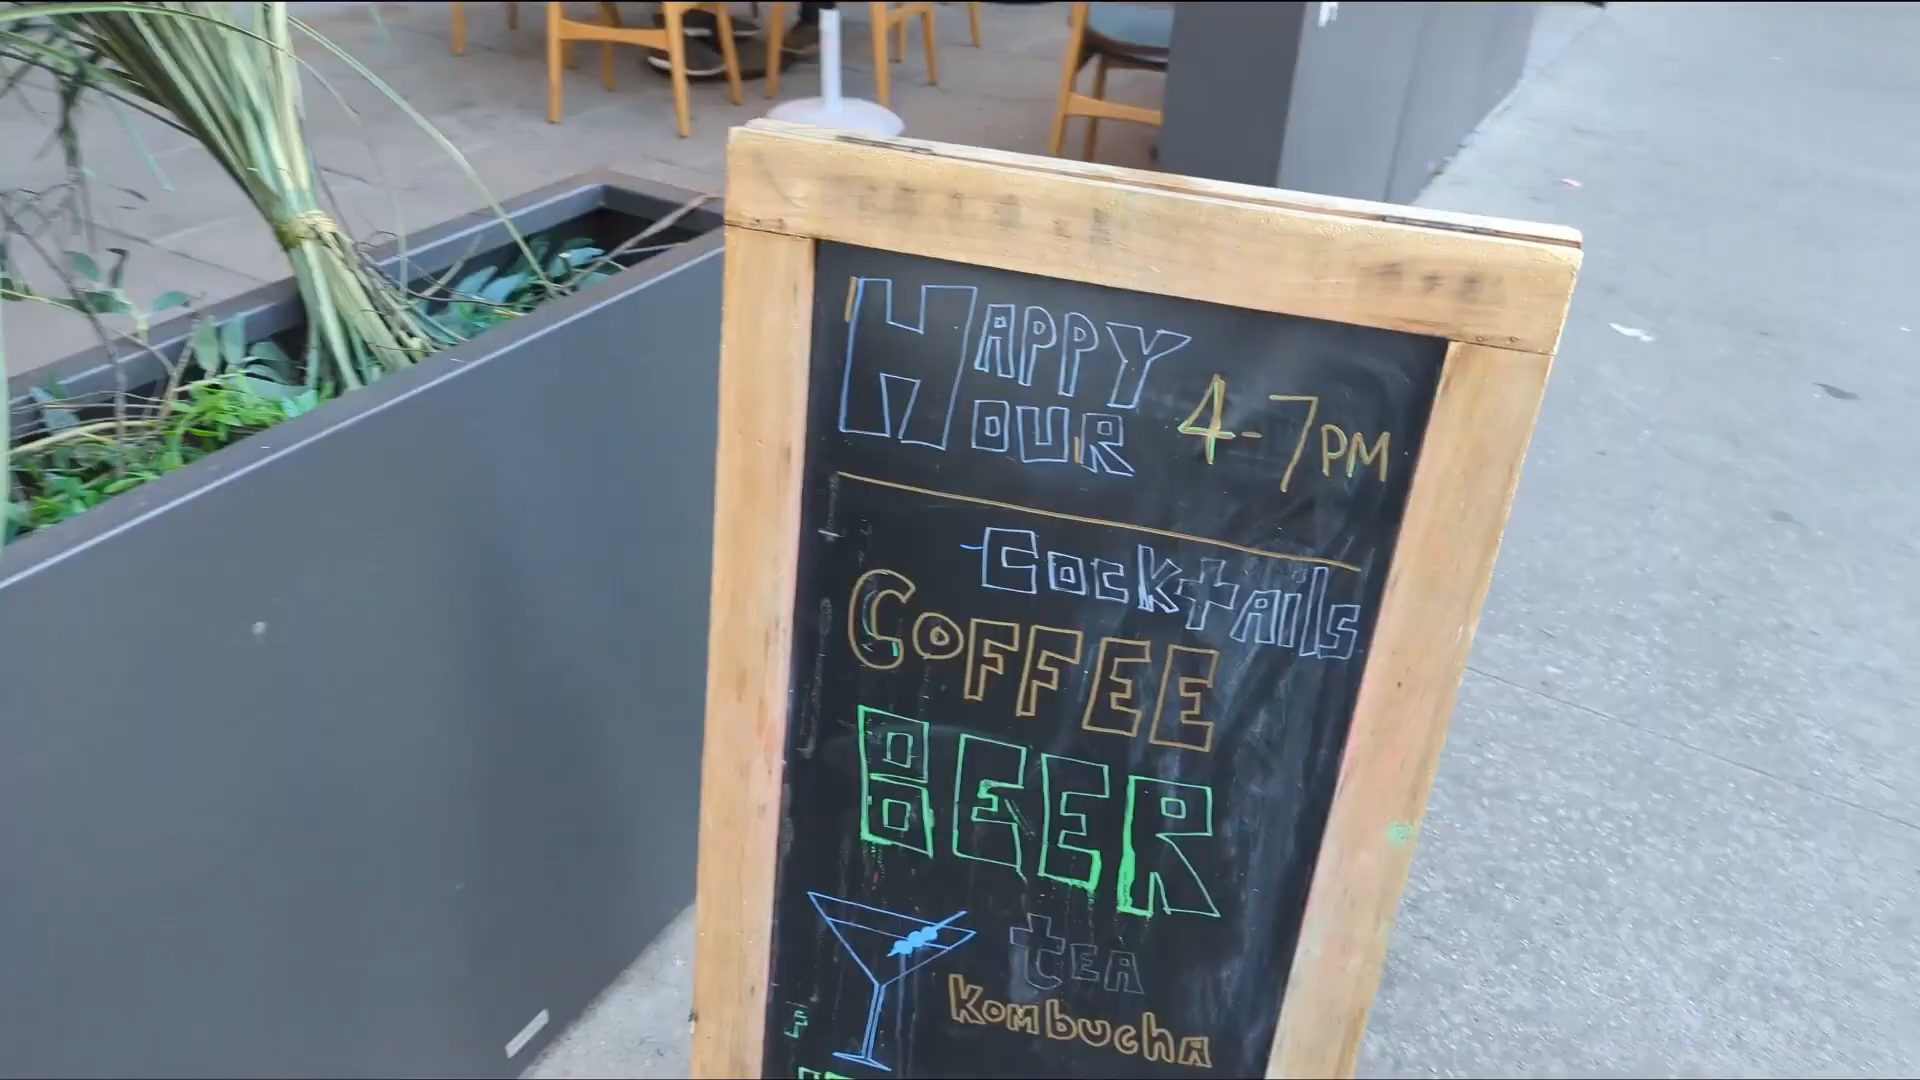 HAPPY
HOUR 4-7PM
Cocktails
COFFEE
BEER
tEA
Kombucha